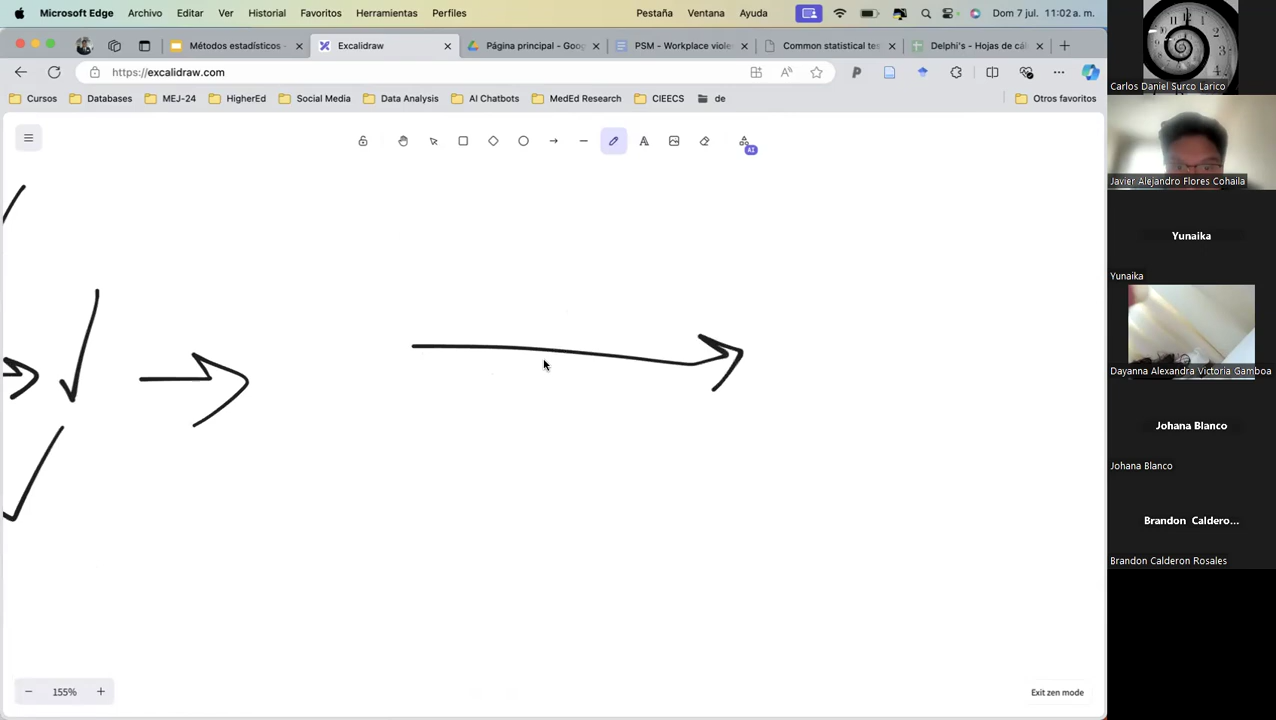 Microsoft Edge Archivo Editar Ver Historial Favoritos Herramientas Perfiles Pestaña Ventana Ayuda Dom 7 jul. 11:02 a. m.
Métodos estadísticos - Excalidraw Página principal - Goog PSM - Workplace viole Common statistical tes Delphi's - Hojas de cál
https://excalidraw.com
Cursos Databases MEJ-24 HigherEd Social Media Data Analysis AI Chatbots MedEd Research CIEECS de Otros favoritos
AI
155%
Exit zen mode
Carlos Daniel Surco Larico
Javier Alejandro Flores Cohaila
Yunaika
Yunaika
Dayanna Alexandra Victoria Gamboa
Johana Blanco
Johana Blanco
Brandon Caldero...
Brandon Calderon Rosales